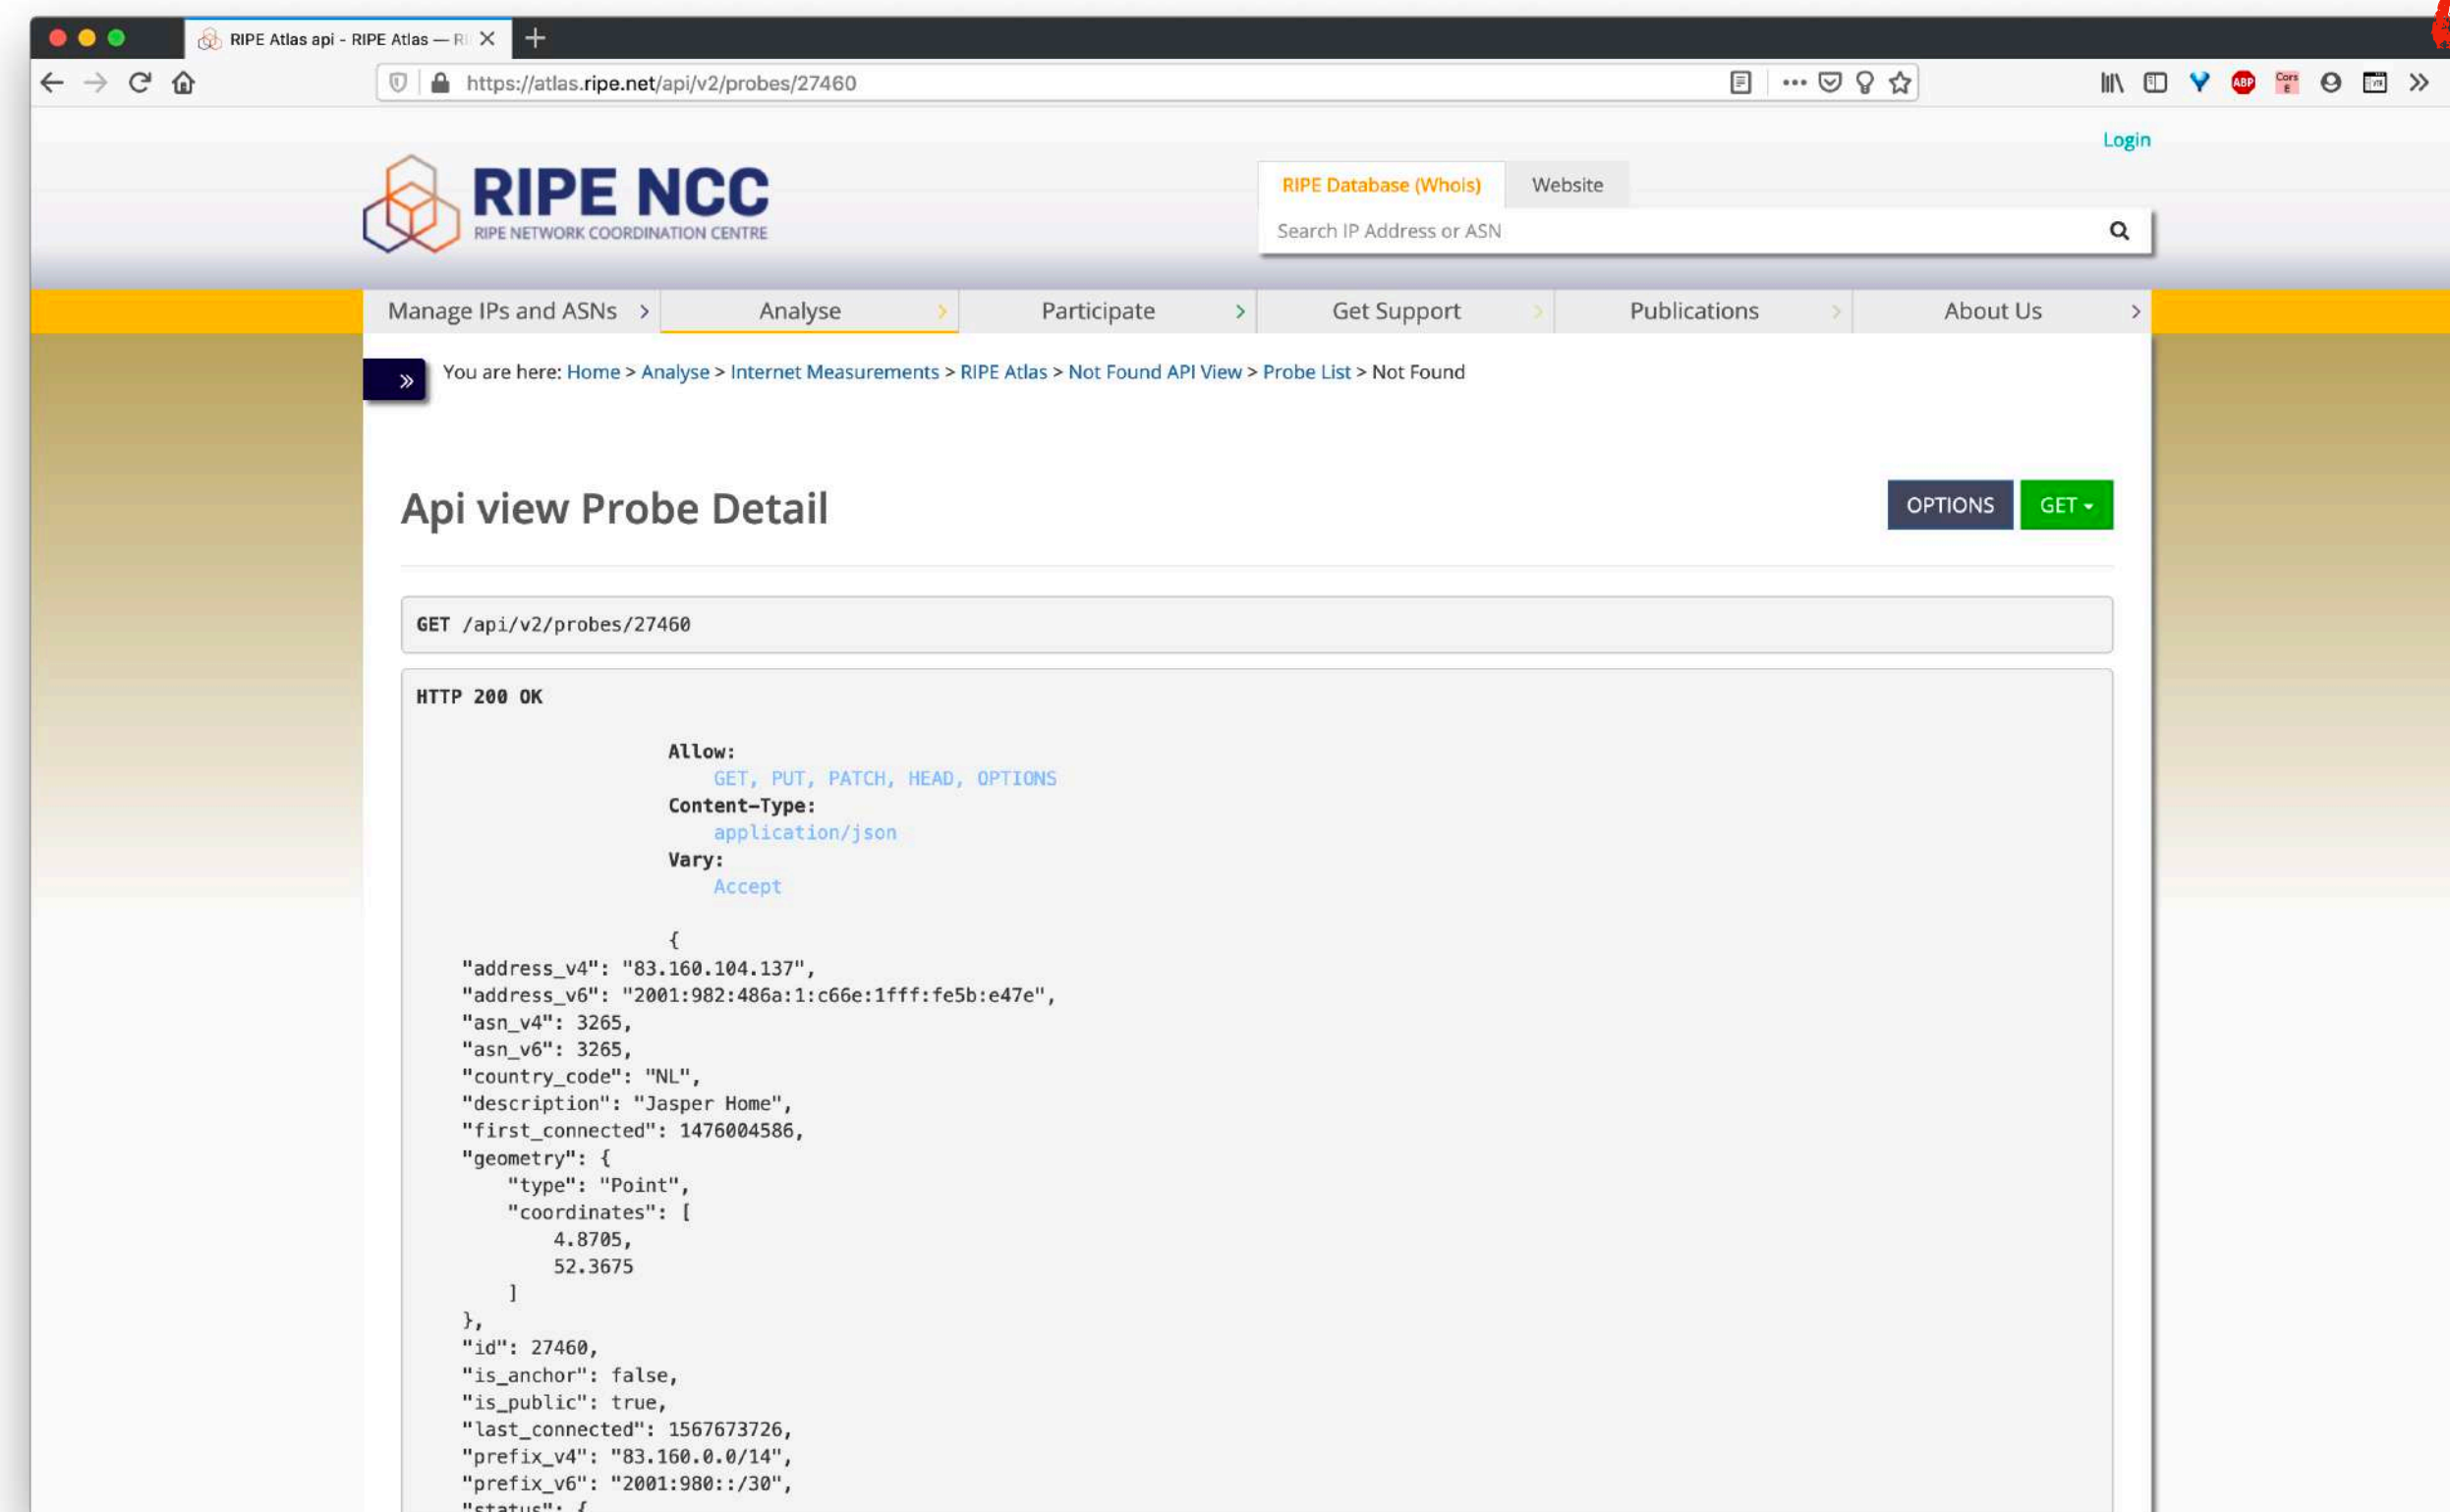 RIPE Atlas api - RIPE Atlas — RI
https://atlas.ripe.net/api/v2/probes/27460
ABP
Cors
E
Login
RIPE NCC
RIPE NETWORK COORDINATION CENTRE
RIPE Database (Whois) Website
Search IP Address or ASN
Manage IPs and ASNs > Analyse > Participate > Get Support > Publications > About Us >
» You are here: Home > Analyse > Internet Measurements > RIPE Atlas > Not Found API View > Probe List > Not Found
Api view Probe Detail
OPTIONS GET
GET /api/v2/probes/27460
HTTP 200 OK
Allow:
GET, PUT, PATCH, HEAD, OPTIONS
Content-Type:
application/json
Vary:
Accept
{
"address_v4": "83.160.104.137",
"address_v6": "2001:982:486a:1:c66e:1fff:fe5b:e47e",
"asn_v4": 3265,
"asn_v6": 3265,
"country_code": "NL",
"description": "Jasper Home",
"first_connected": 1476004586,
"geometry": {
"type": "Point",
"coordinates": [
4.8705,
52.3675
]
},
"id": 27460,
"is_anchor": false,
"is_public": true,
"last_connected": 1567673726,
"prefix_v4": "83.160.0.0/14",
"prefix_v6": "2001:980::/30",
"status": {